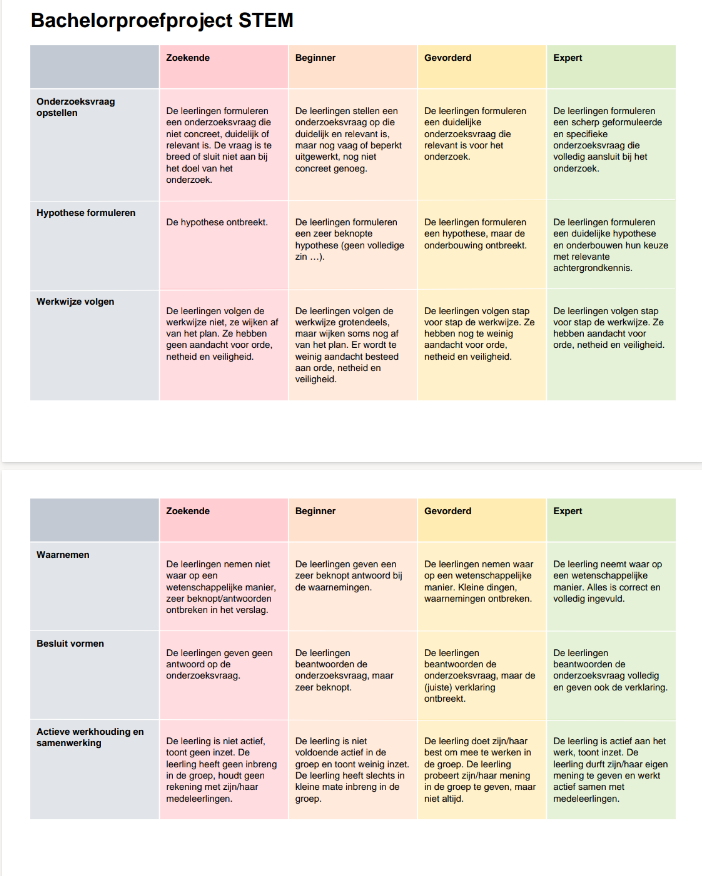 Bachelorproefproject STEM
Zoekende
Beginner
Gevorderd
Expert
Onderzoeksvraag
opstellen
De leerlingen formuleren
een onderzoeksvraag die
niet concreet, duidelijk of
relevant is. De vraag is te
breed of sluit niet aan bij
het doel van het
onderzoek.
De leerlingen stellen een
onderzoeksvraag op die
duidelijk en relevant is,
maar nog vaag of beperkt
uitgewerkt, nog niet
concreet genoeg.
De leerlingen formuleren
een duidelijke
onderzoeksvraag die
relevant is voor het
onderzoek.
De leerlingen formuleren
een scherp geformuleerde
en specifieke
onderzoeksvraag die
volledig aansluit bij het
onderzoek.
Hypothese formuleren
De hypothese ontbreekt.
De leerlingen formuleren
een zeer beknopte
hypothese (geen volledige
zin ...).
De leerlingen formuleren
een hypothese, maar de
onderbouwing ontbreekt.
De leerlingen formuleren
een duidelijke hypothese
en onderbouwen hun keuze
met relevante
achtergrondkennis.
Werkwijze volgen
De leerlingen volgen de
werkwijze niet, ze wijken af
van het plan. Ze hebben
geen aandacht voor orde,
netheid en veiligheid.
De leerlingen volgen de
werkwijze grotendeels,
maar wijken soms nog af
van het plan. Er wordt te
weinig aandacht besteed
aan orde, netheid en
veiligheid.
De leerlingen volgen stap
voor stap de werkwijze. Ze
hebben nog te weinig
aandacht voor orde,
netheid en veiligheid.
De leerlingen volgen stap
voor stap de werkwijze. Ze
hebben aandacht voor
orde, netheid en veiligheid.
Zoekende
Beginner
Gevorderd
Expert
Waarnemen
De leerlingen nemen niet
waar op een
wetenschappelijke manier,
zeer beknopt/antwoorden
ontbreken in het verslag.
De leerlingen geven een
zeer beknopt antwoord bij
de waarnemingen.
De leerlingen nemen waar
op een wetenschappelijke
manier. Kleine dingen,
waarnemingen ontbreken.
De leerling neemt waar op
een wetenschappelijke
manier. Alles is correct en
volledig ingevuld.
Besluit vormen
De leerlingen geven geen
antwoord op de
onderzoeksvraag.
De leerlingen
beantwoorden de
onderzoeksvraag, maar
zeer beknopt.
De leerlingen
beantwoorden de
onderzoeksvraag, maar de
(juiste) verklaring
ontbreekt.
De leerlingen
beantwoorden de
onderzoeksvraag volledig
en geven ook de verklaring.
Actieve werkhouding en
samenwerking
De leerling is niet actief,
toont geen inzet. De
leerling heeft geen inbreng
in de groep, houdt geen
rekening met zijn/haar
medeleerlingen.
De leerling is niet
voldoende actief in de
groep en toont weinig inzet.
De leerling heeft slechts in
kleine mate inbreng in de
groep.
De leerling doet zijn/haar
best om mee te werken in
de groep. De leerling
probeert zijn/haar mening
in de groep te geven, maar
niet altijd.
De leerling is actief aan het
werk, toont inzet. De
leerling durft zijn/haar eigen
mening te geven en werkt
actief samen met
medeleerlingen.